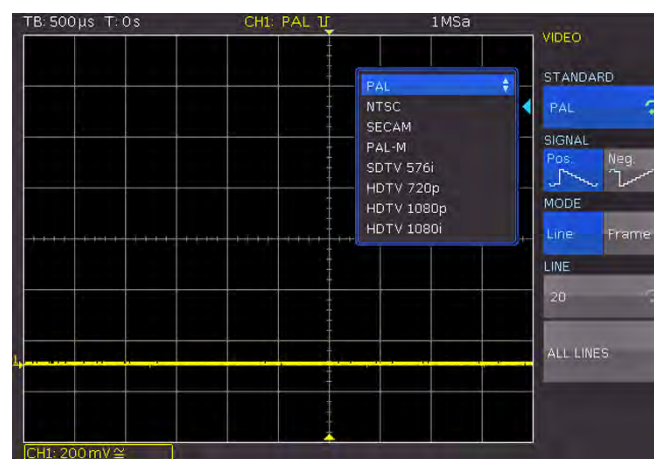 TB: 500µs T: 0s CH1: PAL 1MSa
VIDEO
STANDARD
PAL
SIGNAL
Pos. Neg.
MODE
Line Frame
LINE
20
ALL LINES
PAL
NTSC
SECAM
PAL-M
SDTV 576i
HDTV 720p
HDTV 1080p
HDTV 1080i
1
CH1: 200mV≅